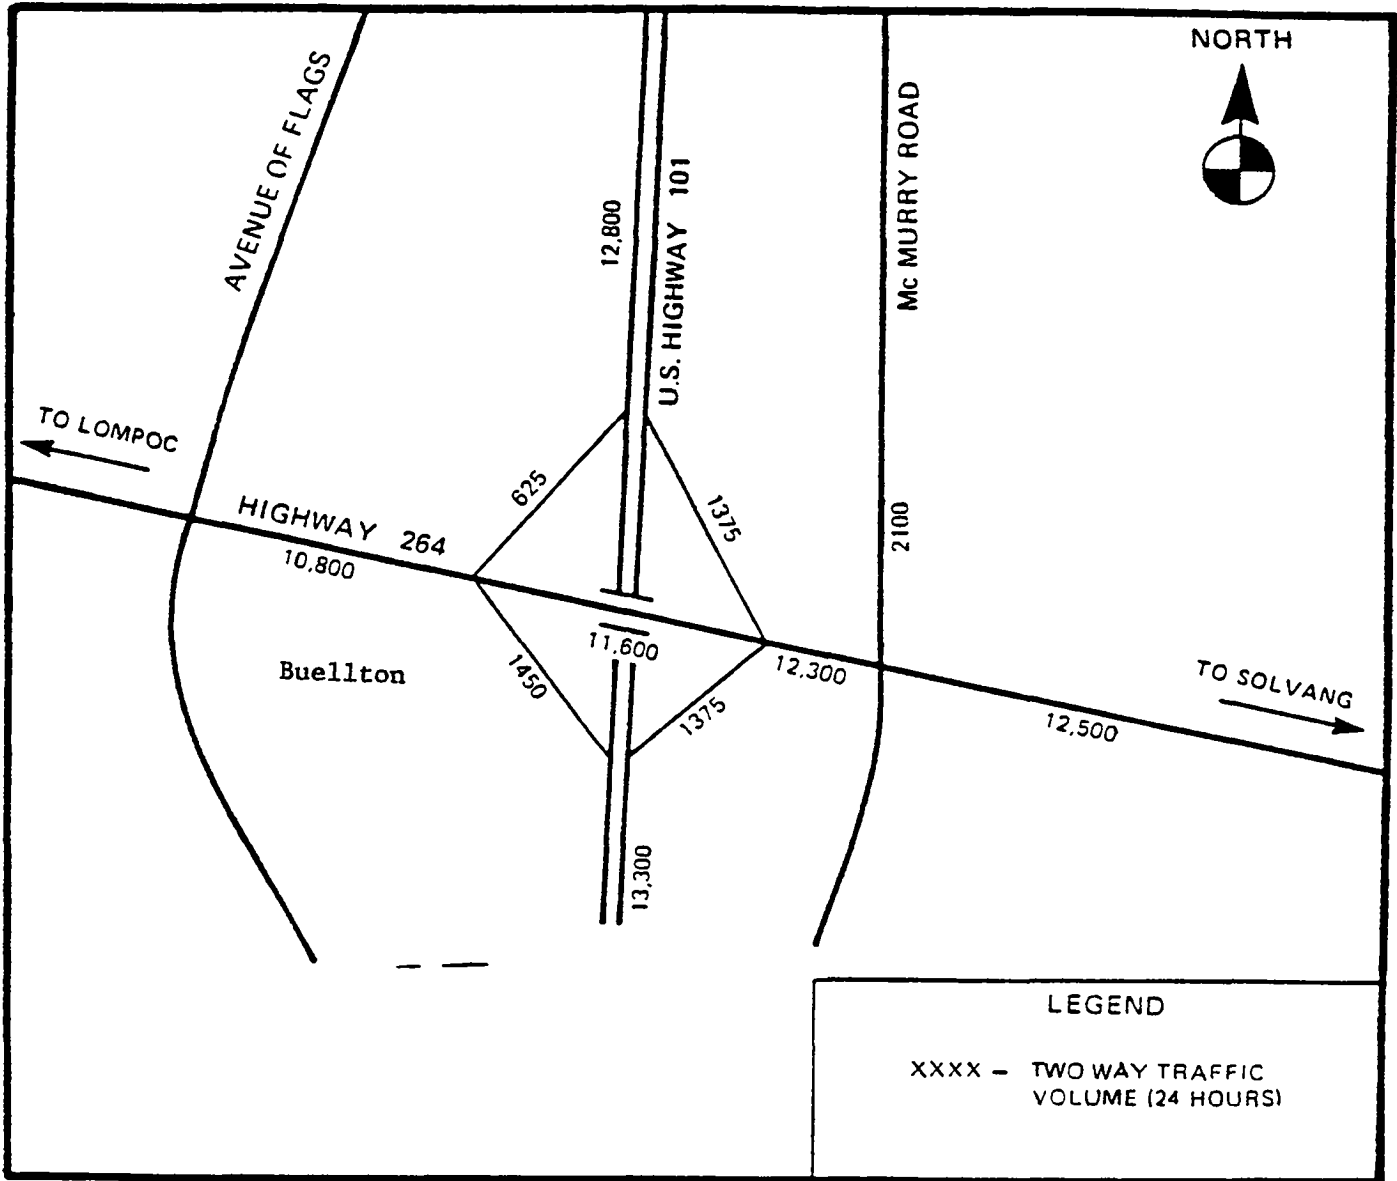 NORTH
AVENUE OF FLAGS
12,800
U.S. HIGHWAY 101
Mc MURRY ROAD
TO LOMPOC
625
1375
2100
HIGHWAY 264
10,800
11,600
12,300
Buellton
1450
1375
TO SOLVANG
12,500
13,300
LEGEND
XXXX – TWO WAY TRAFFIC
VOLUME (24 HOURS)